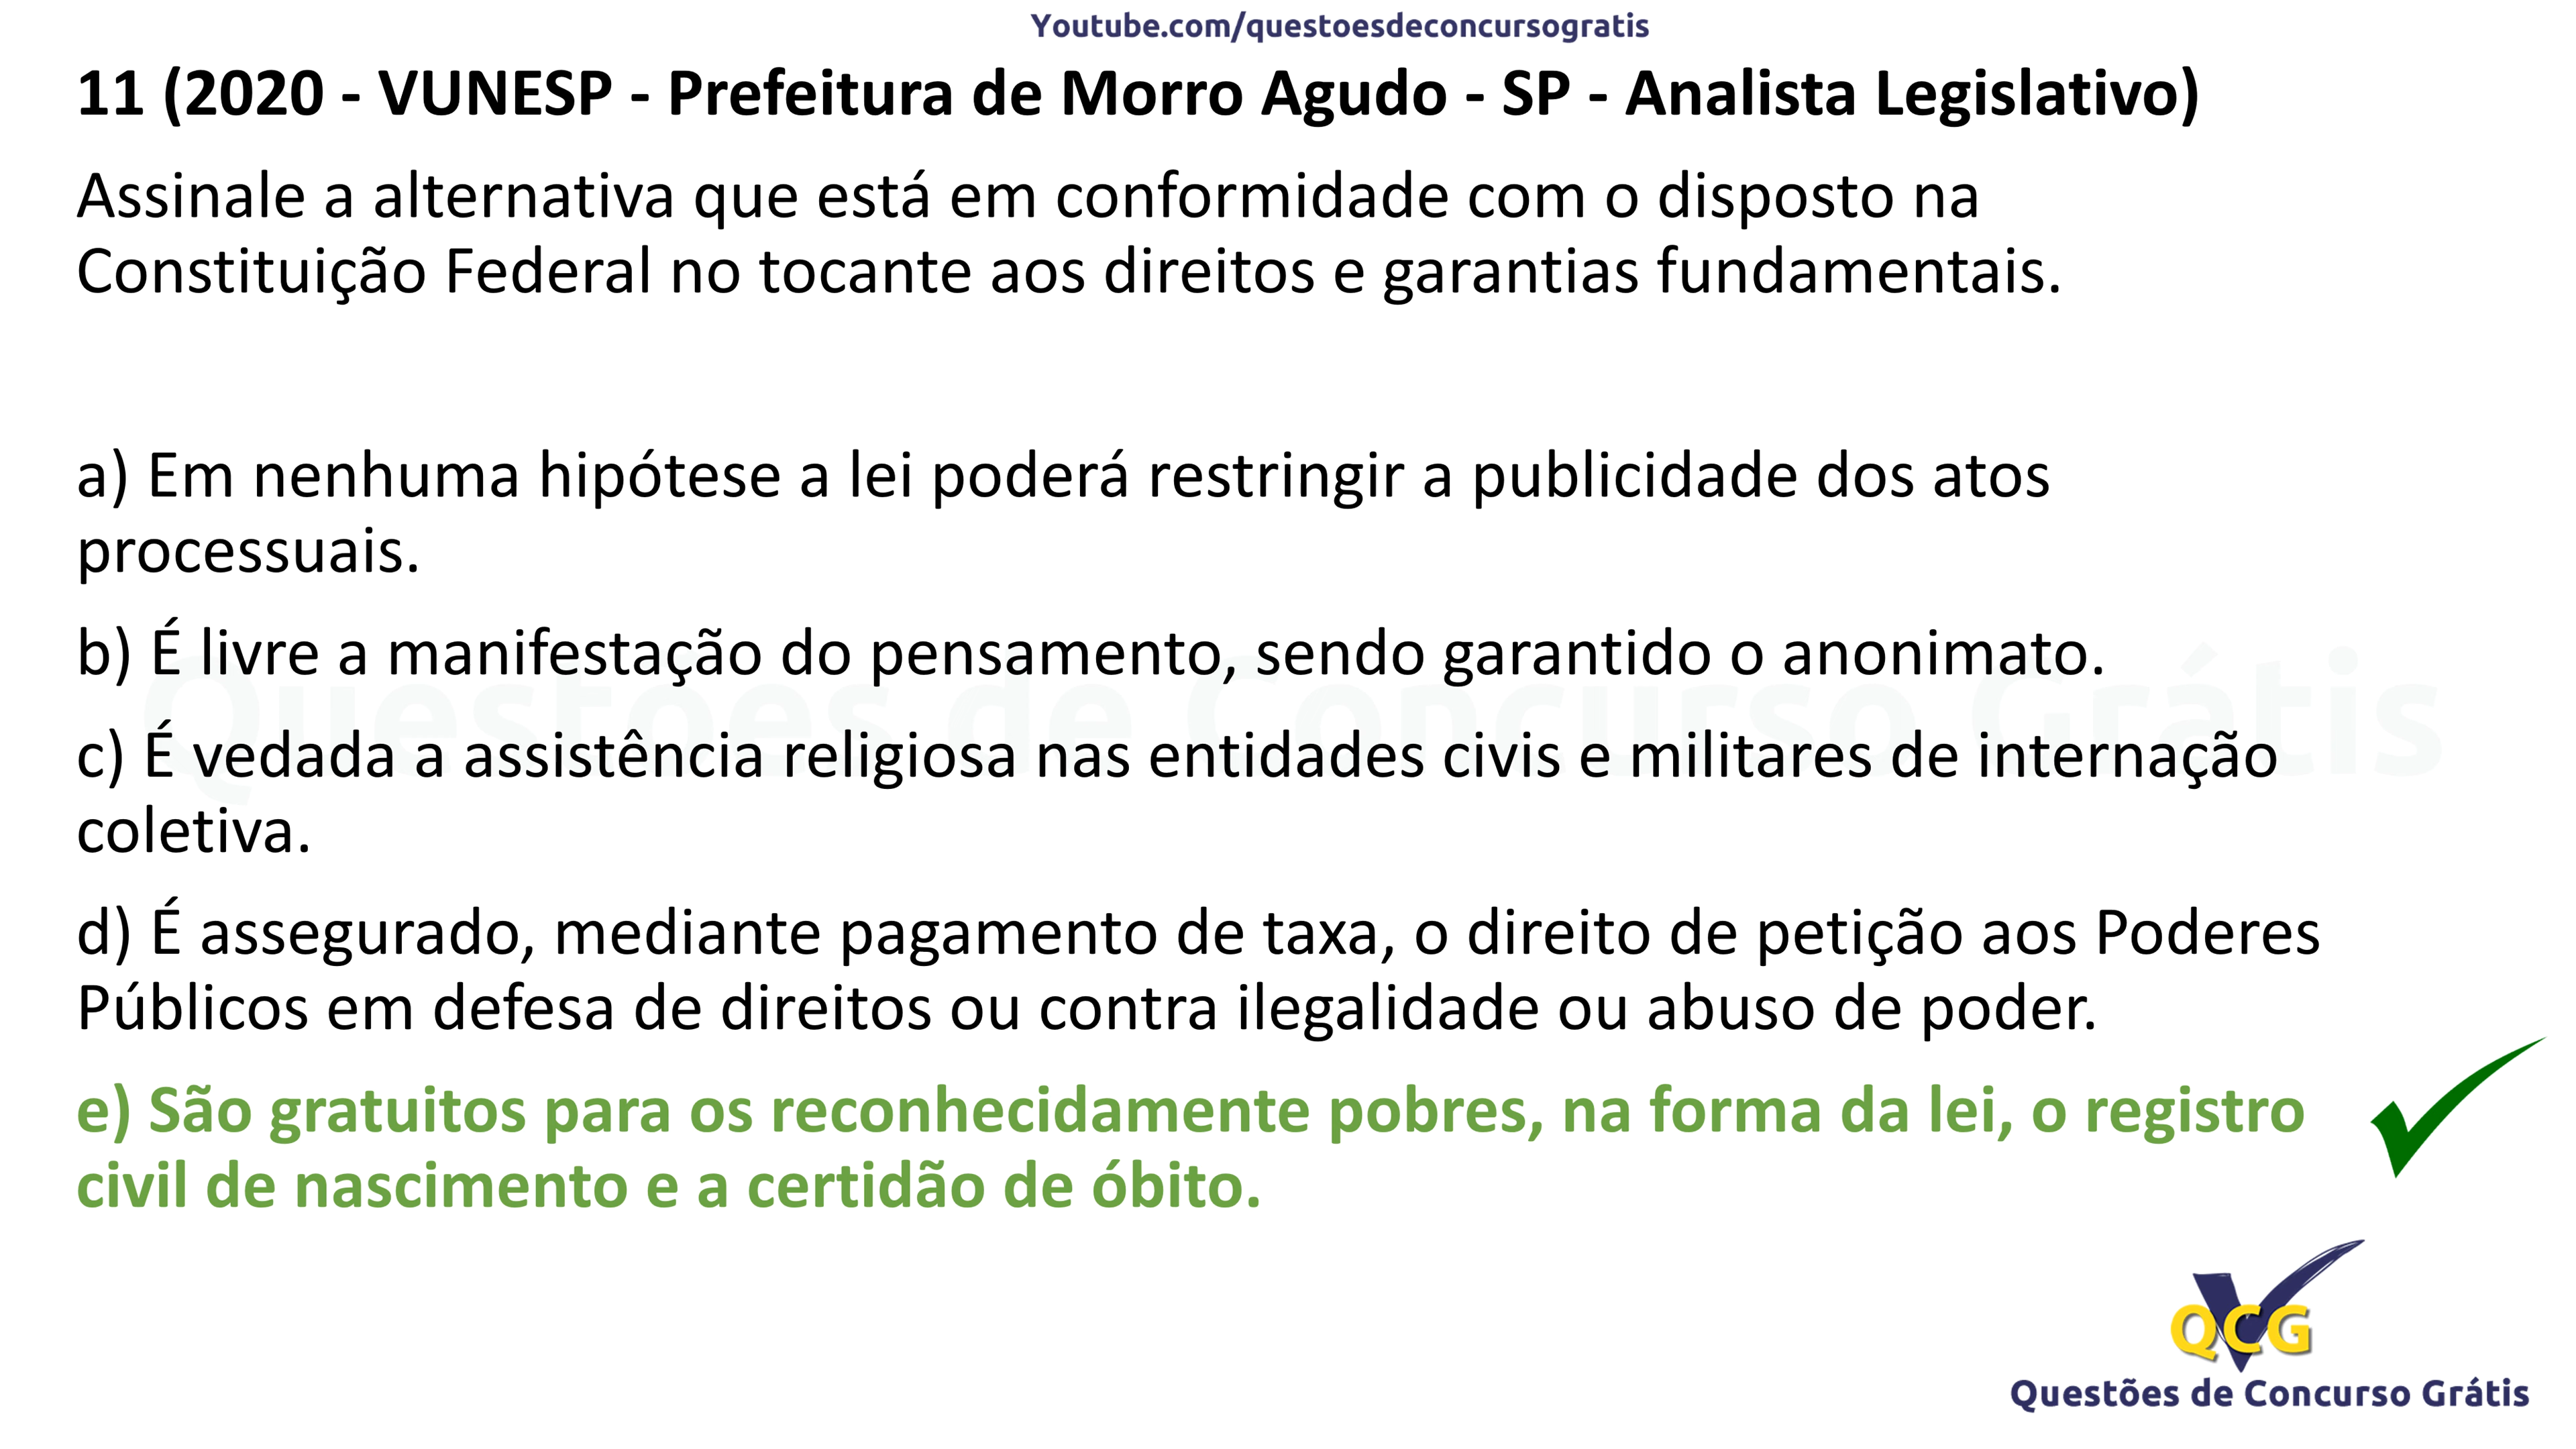 Youtube.com/questoesdeconcursogratis
11 (2020 - VUNESP - Prefeitura de Morro Agudo - SP - Analista Legislativo)
Assinale a alternativa que está em conformidade com o disposto na
Constituição Federal no tocante aos direitos e garantias fundamentais.
a) Em nenhuma hipótese a lei poderá restringir a publicidade dos atos
processuais.
b) É livre a manifestação do pensamento, sendo garantido o anonimato.
Questões de Concurso Grátis
c) É vedada a assistência religiosa nas entidades civis e militares de internação
coletiva.
d) É assegurado, mediante pagamento de taxa, o direito de petição aos Poderes
Públicos em defesa de direitos ou contra ilegalidade ou abuso de poder.
e) São gratuitos para os reconhecidamente pobres, na forma da lei, o registro
civil de nascimento e a certidão de óbito.
QCG
Questões de Concurso Grátis